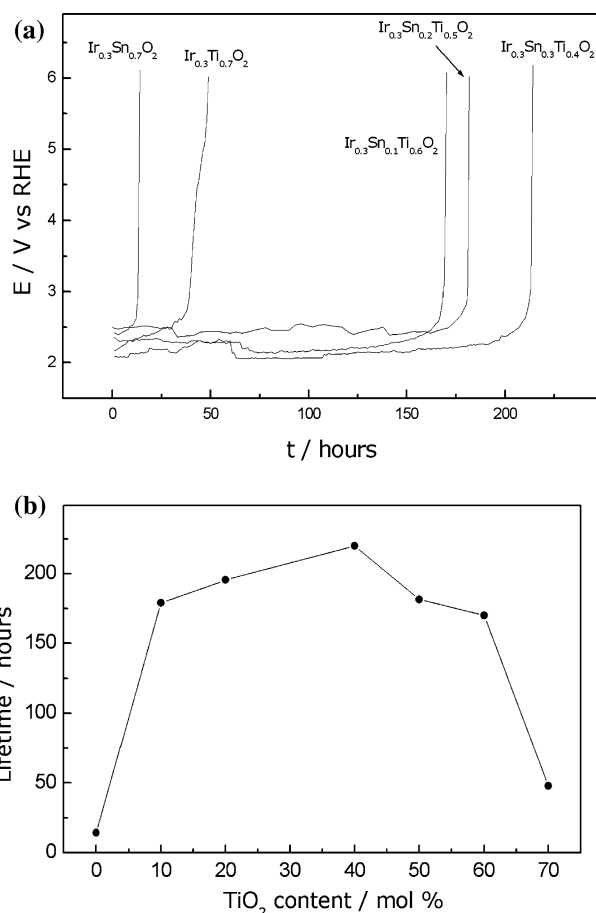 (a)
Ir0.3Sn0.7O2
Ir0.3Ti0.7O2
Ir0.3Sn0.2Ti0.5O2
Ir0.3Sn0.3Ti0.4O2
Ir0.3Sn0.1Ti0.6O2
E / V vs RHE
6
5
4
3
2
0 50 100 150 200
t / hours
(b)
Lifetime / hours
200
150
100
50
0
0 10 20 30 40 50 60 70
TiO2 content / mol %